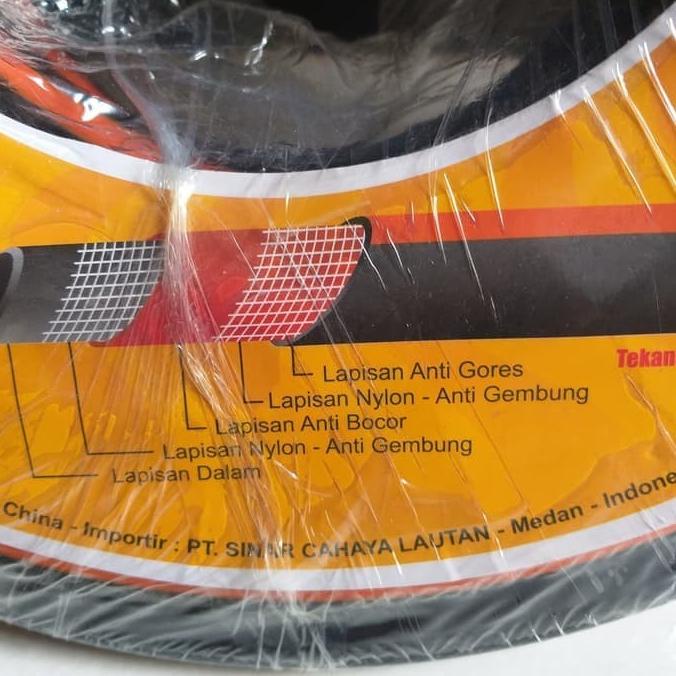 Tekan
Lapisan Anti Gores
Lapisan Nylon - Anti Gembung
Lapisan Anti Bocor
Lapisan Nylon - Anti Gembung
Lapisan Dalam
China - Importir : PT. SINAR CAHAYA LAUTAN - Medan - Indone